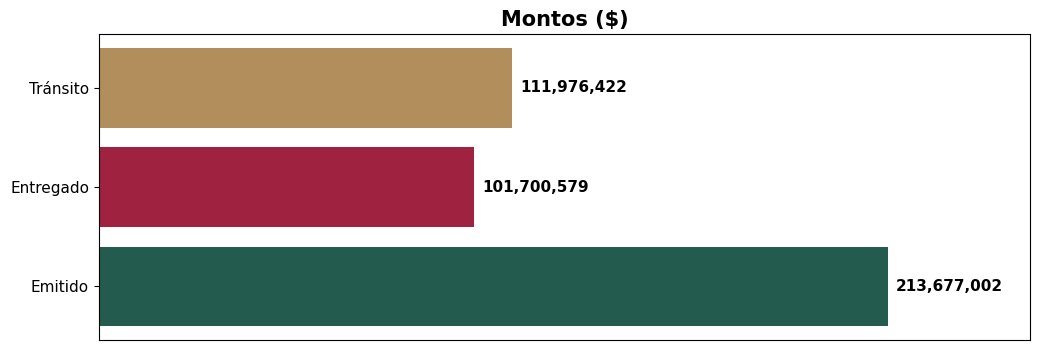 Montos ($)
Tránsito
111,976,422
Entregado
101,700,579
Emitido
213,677,002